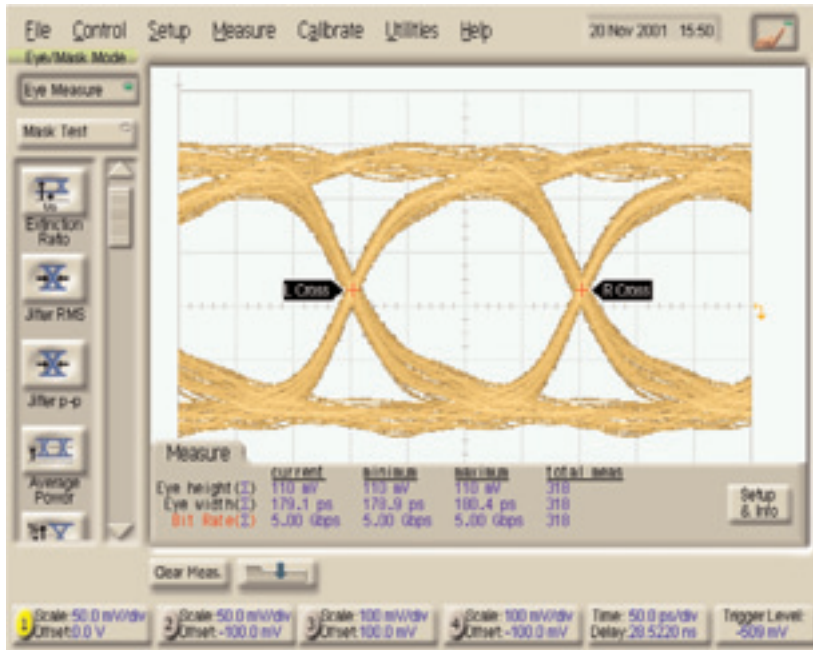 File Control Setup Measure Calibrate Utilities Help 20 Nov 2001 15:50
Eye/Mask Mode
Eye Measure
Mask Test
Extinction
Ratio
Jitter RMS
Jitter p-p
Average
Power
L Cross
R Cross
Measure
current minimum maximum total meas
Eye height(Σ) 110 mV 110 mV 110 mV 318
Eye width(Σ) 179.1 ps 178.9 ps 180.4 ps 318
Bit Rate(Σ) 5.00 Gbps 5.00 Gbps 5.00 Gbps 318
Setup
& Info
Clear Meas.
1 Scale:50.0 mV/div
Offset:0.0 V
2 Scale:50.0 mV/div
Offset:-100.0 mV
3 Scale:100 mV/div
Offset:100.0 mV
4 Scale:100 mV/div
Offset:-100.0 mV
Time:50.0 ps/div
Delay:28.5220 ns
Trigger Level:
-509 mV